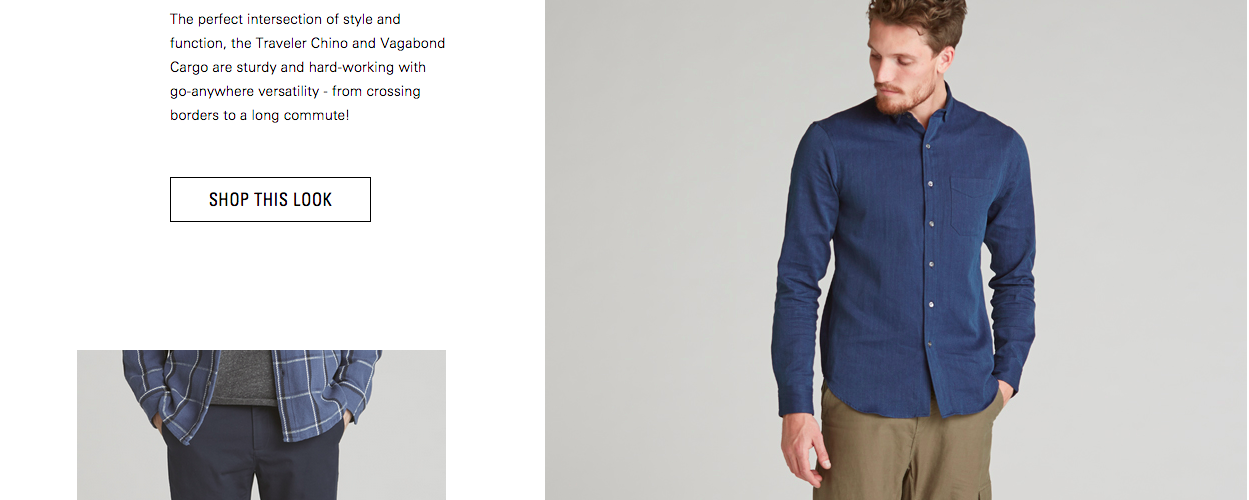 The perfect intersection of style and
function, the Traveler Chino and Vagabond
Cargo are sturdy and hard-working with
go-anywhere versatility - from crossing
borders to a long commute!
SHOP THIS LOOK